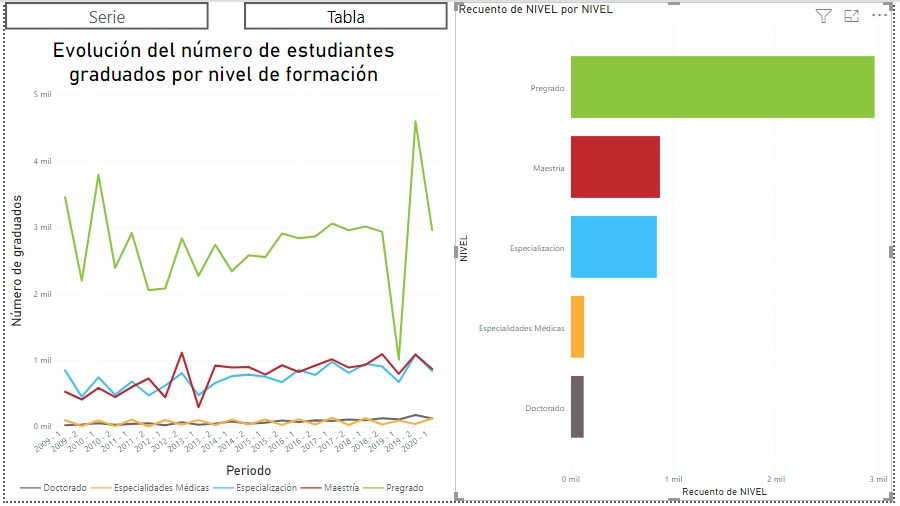 Serie
Tabla
Evolución del número de estudiantes
graduados por nivel de formación
Número de graduados
5 mil
4 mil
3 mil
2 mil
1 mil
0 mil
2009 - 1
2009 - 2
2010 - 1
2010 - 2
2011 - 1
2011 - 2
2012 - 1
2012 - 2
2013 - 1
2013 - 2
2014 - 1
2014 - 2
2015 - 1
2015 - 2
2016 - 1
2016 - 2
2017 - 1
2017 - 2
2018 - 1
2018 - 2
2019 - 1
2019 - 2
2020 - 1
Periodo
Doctorado
Especialidades Médicas
Especialización
Maestría
Pregrado
Recuento de NIVEL por NIVEL
NIVEL
Pregrado
Maestría
Especialización
Especialidades Médicas
Doctorado
0 mil
1 mil
2 mil
3 mil
Recuento de NIVEL